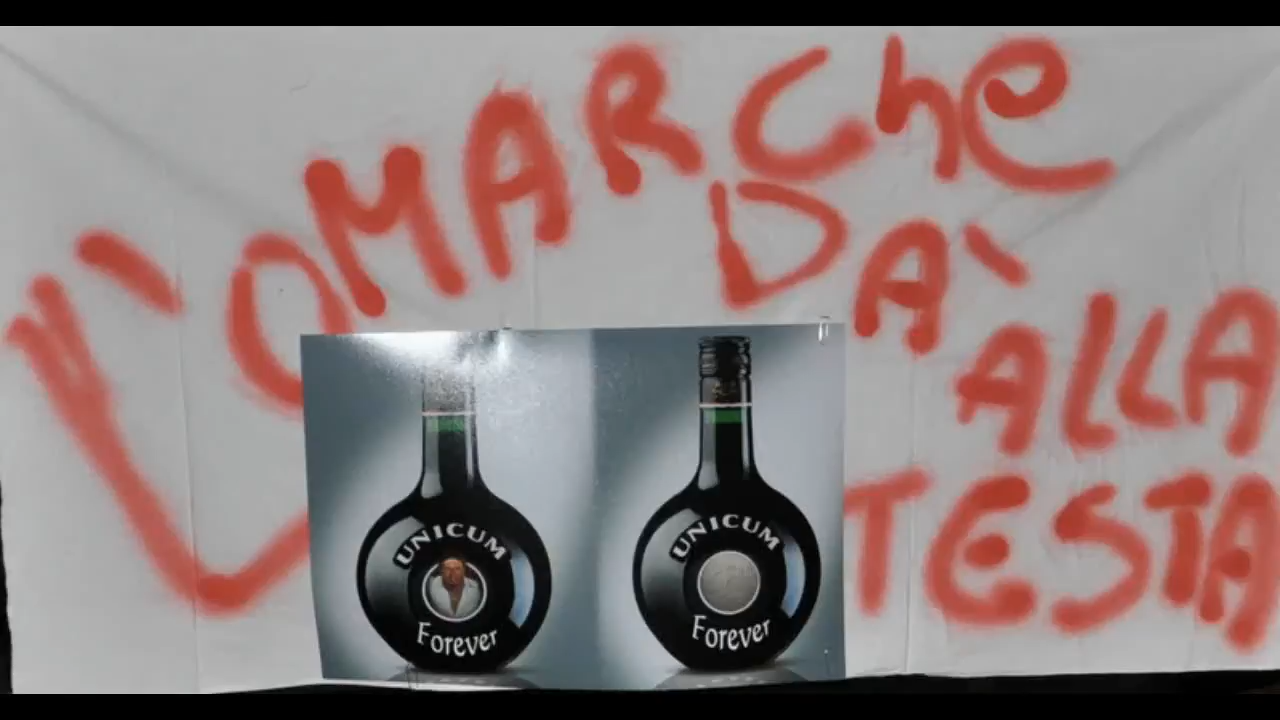 L'OMARChe
DA'
ALLA
TESTA
UNICUM
Forever
UNICUM
Forever